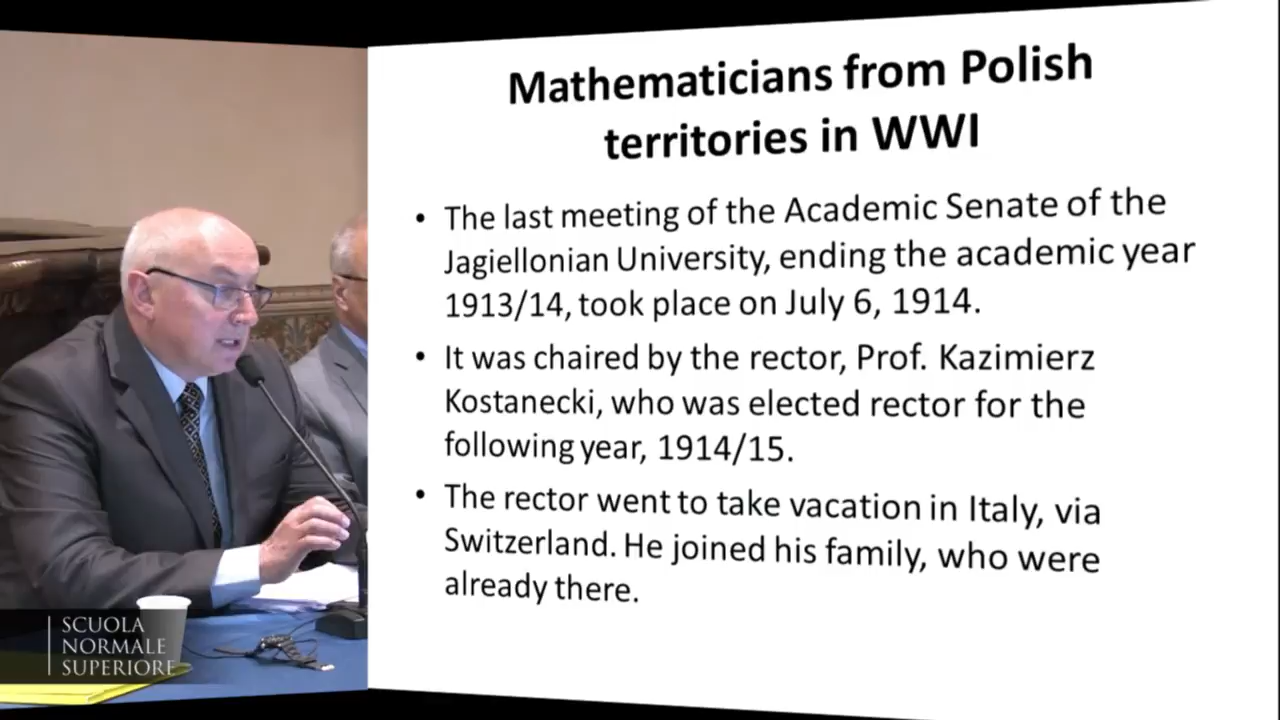 Mathematicians from Polish
territories in WWI
• The last meeting of the Academic Senate of the
Jagiellonian University, ending the academic year
1913/14, took place on July 6, 1914.
• It was chaired by the rector, Prof. Kazimierz
Kostanecki, who was elected rector for the
following year, 1914/15.
• The rector went to take vacation in Italy, via
Switzerland. He joined his family, who were
already there.
SCUOLA
NORMALE
SUPERIORE